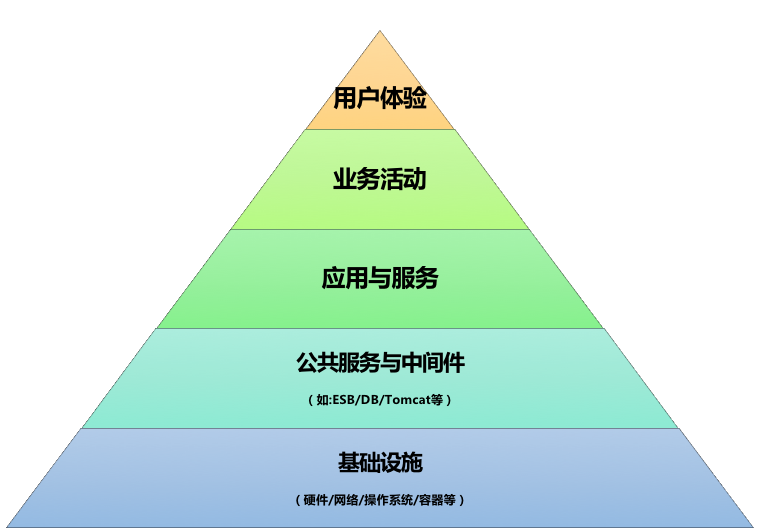 用户体验
业务活动
应用与服务
公共服务与中间件
（如:ESB/DB/Tomcat等）
基础设施
（硬件/网络/操作系统/容器等）